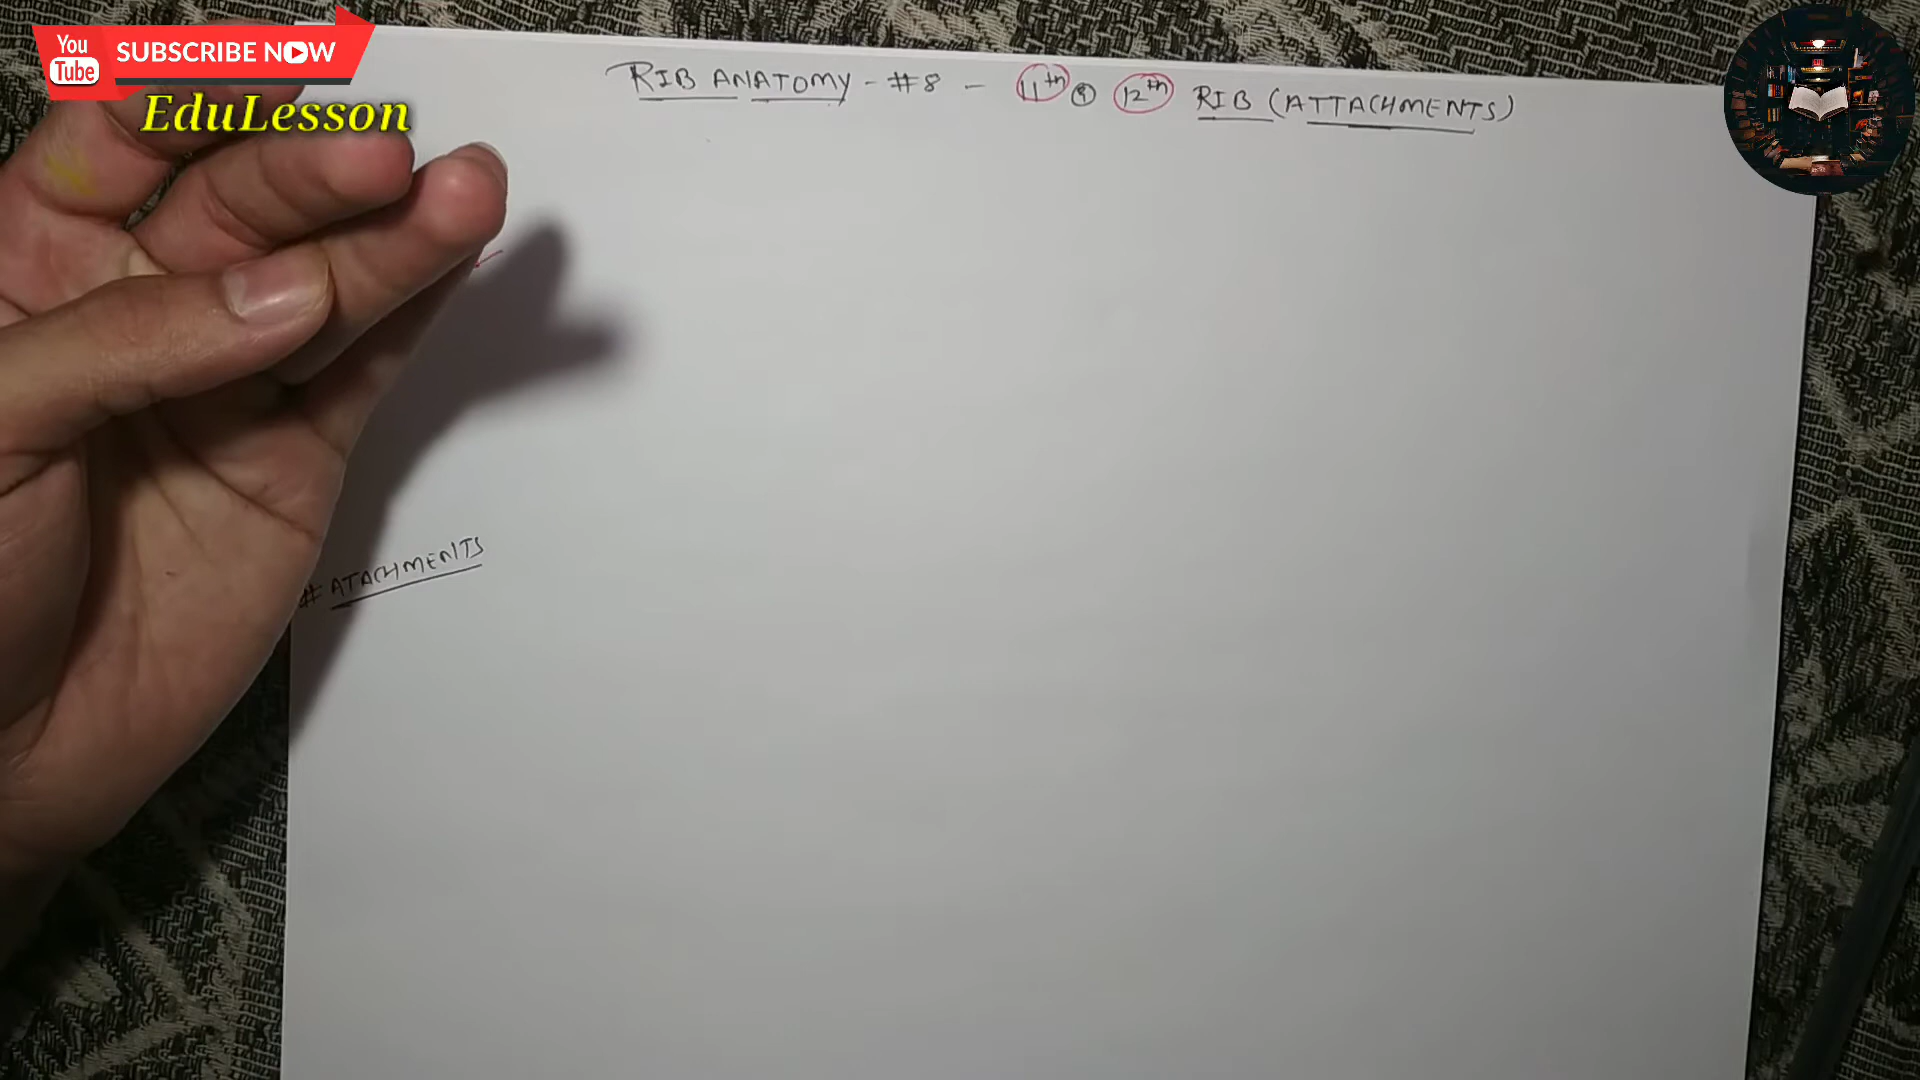 You Tube SUBSCRIBE NOW
EduLesson
RIB ANATOMY - #8 - 11th & 12th RIB (ATTACHMENTS)
# ATACHMENTS